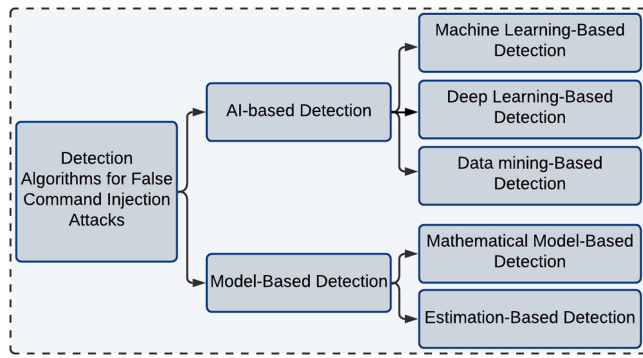 Detection
Algorithms for False
Command Injection
Attacks
AI-based Detection
Machine Learning-Based
Detection
Deep Learning-Based
Detection
Data mining-Based
Detection
Model-Based Detection
Mathematical Model-Based
Detection
Estimation-Based Detection